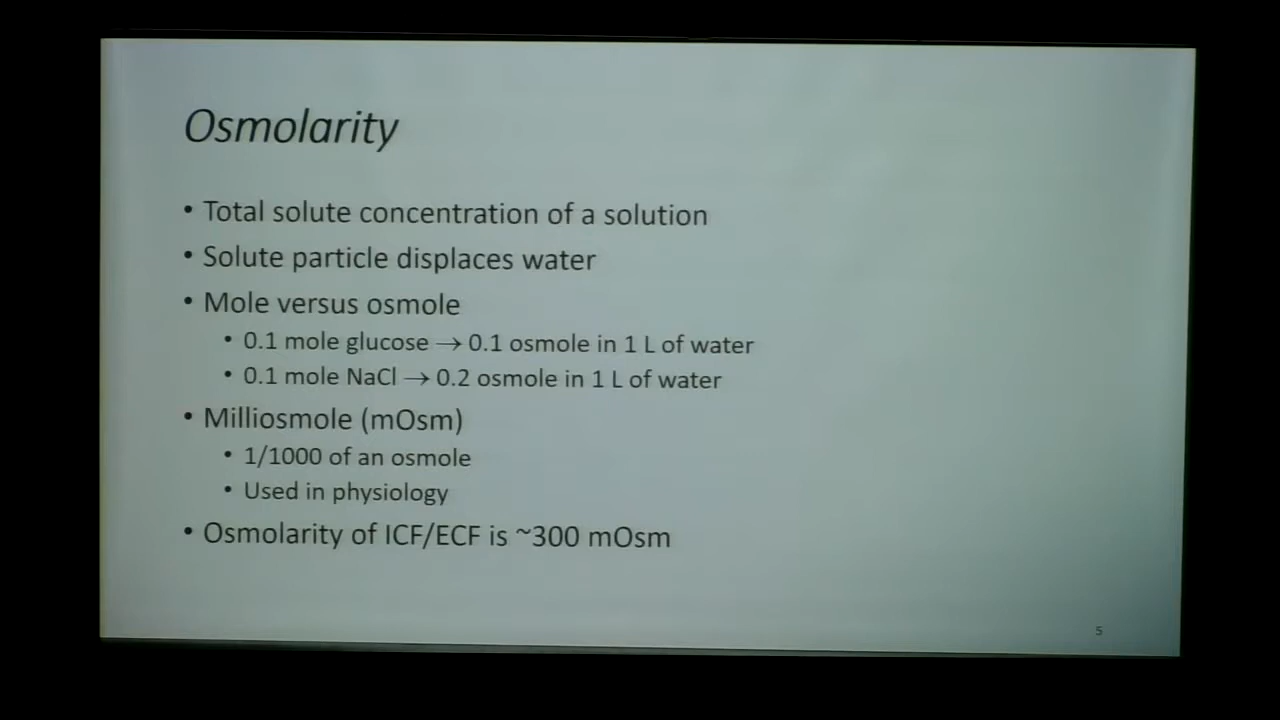 Osmolarity
• Total solute concentration of a solution
• Solute particle displaces water
• Mole versus osmole
• 0.1 mole glucose → 0.1 osmole in 1 L of water
• 0.1 mole NaCl → 0.2 osmole in 1 L of water
• Milliosmole (mOsm)
• 1/1000 of an osmole
• Used in physiology
• Osmolarity of ICF/ECF is ~300 mOsm
5